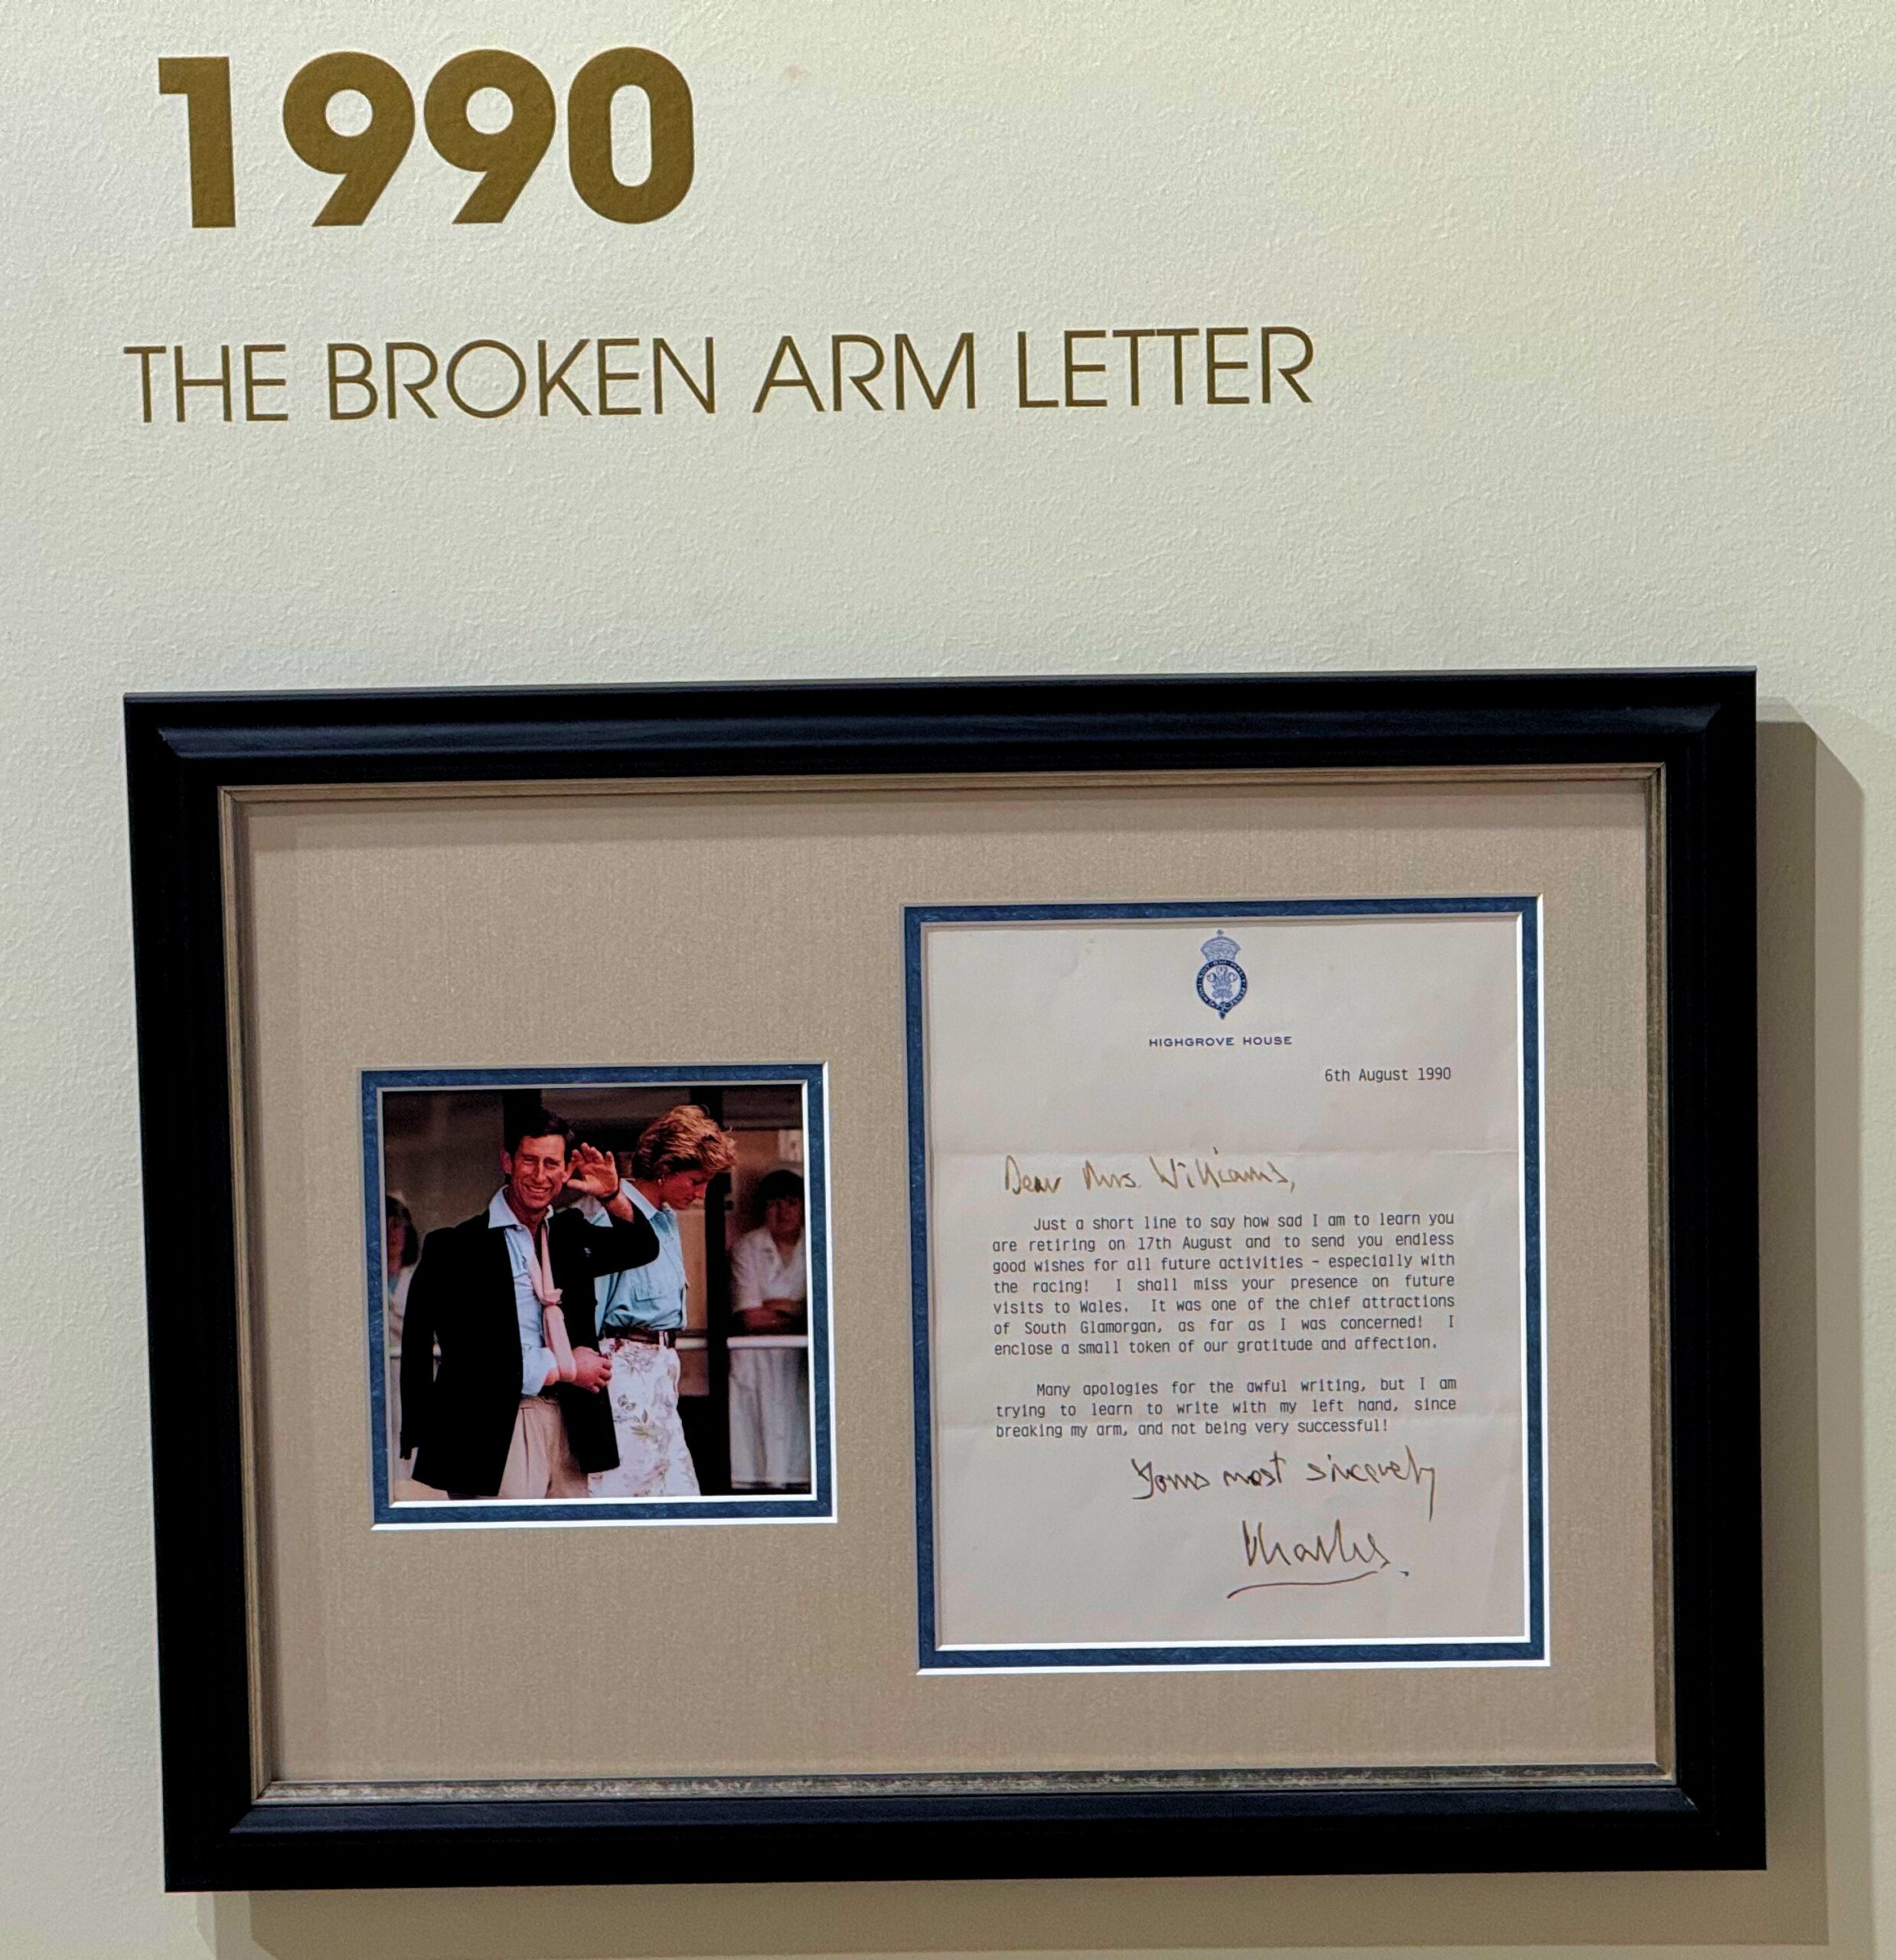 1990
THE BROKEN ARM LETTER
HIGHGROVE HOUSE
6th August 1990
Dear Mrs. Williams,
Just a short line to say how sad I am to learn you
are retiring on 17th August and to send you endless
good wishes for all future activities - especially with
the racing! I shall miss your presence on future
visits to Wales. It was one of the chief attractions
of South Glamorgan, as far as I was concerned! I
enclose a small token of our gratitude and affection.
Many apologies for the awful writing, but I am
trying to learn to write with my left hand, since
breaking my arm, and not being very successful!
Yours most sincerely
Charles.